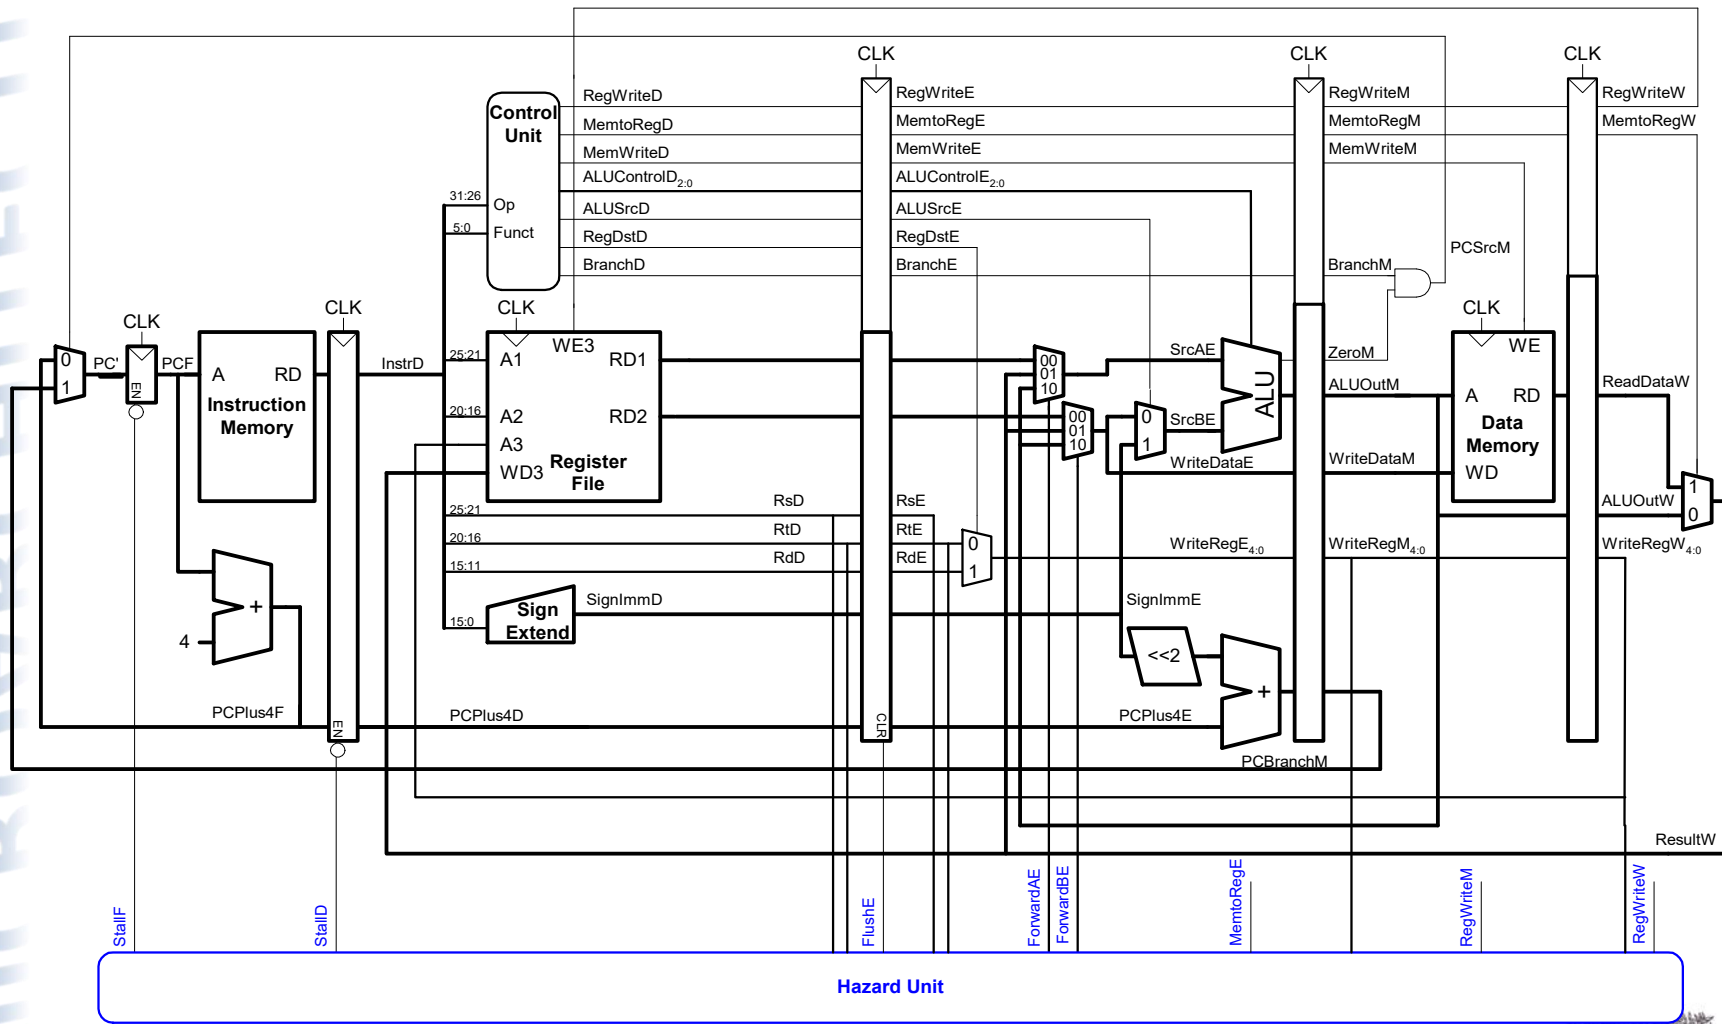 CLK
CLK
CLK
RegWriteD
RegWriteE
RegWriteM
RegWriteW
Control
Unit
MemtoRegD
MemtoRegE
MemtoRegM
MemtoRegW
MemWriteD
MemWriteE
MemWriteM
ALUControlD2:0
ALUControlE2:0
31:26
Op
ALUSrcD
ALUSrcE
5:0
Funct
RegDstD
RegDstE
PCSrcM
BranchD
BranchE
BranchM
CLK
CLK
CLK
CLK
0
1
PC'
EN
PCF
A
RD
Instruction
Memory
InstrD
25:21
A1
WE3
RD1
20:16
A2
RD2
A3
WD3
Register
File
00
01
10
00
01
10
0
1
SrcAE
SrcBE
ALU
ZeroM
ALUOutM
WE
A
RD
Data
Memory
WD
ReadDataW
WriteDataE
WriteDataM
1
0
ALUOutW
25:21
RsD
RsE
20:16
RtD
RtE
0
1
15:11
RdD
RdE
WriteRegE4:0
WriteRegM4:0
WriteRegW4:0
15:0
Sign
Extend
SignImmD
SignImmE
+
4
<<2
+
PCPlus4F
EN
PCPlus4D
CLR
PCPlus4E
PCBranchM
ResultW
StallF
StallD
FlushE
ForwardAE
ForwardBE
MemtoRegE
RegWriteM
RegWriteW
Hazard Unit